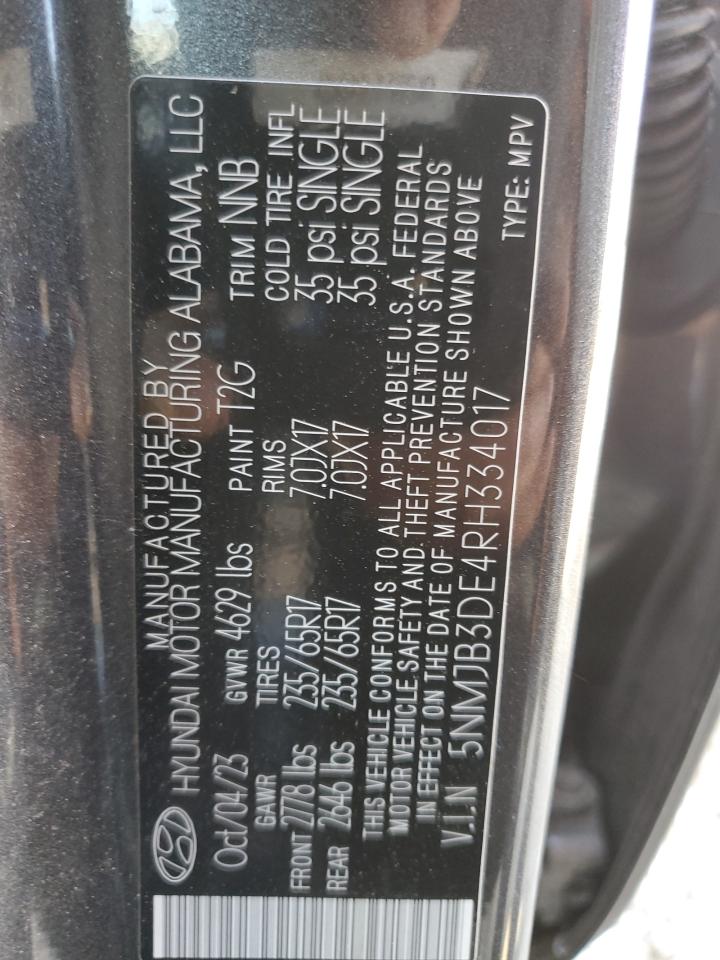 MANUFACTURED BY
HYUNDAI MOTOR MANUFACTURING ALABAMA, LLC
Oct/04/23 GVWR 4629 lbs PAINT T2G TRIM NNB
GAWR TIRES RIMS COLD TIRE INFL
FRONT 2778 lbs 235/65R17 7.0JX17 35 psi SINGLE
REAR 2646 lbs 235/65R17 7.0JX17 35 psi SINGLE
THIS VEHICLE CONFORMS TO ALL APPLICABLE U.S.A. FEDERAL
MOTOR VEHICLE SAFETY AND THEFT PREVENTION STANDARDS
IN EFFECT ON THE DATE OF MANUFACTURE SHOWN ABOVE
V.I.N 5NMJB3DE4RH334017
TYPE: MPV